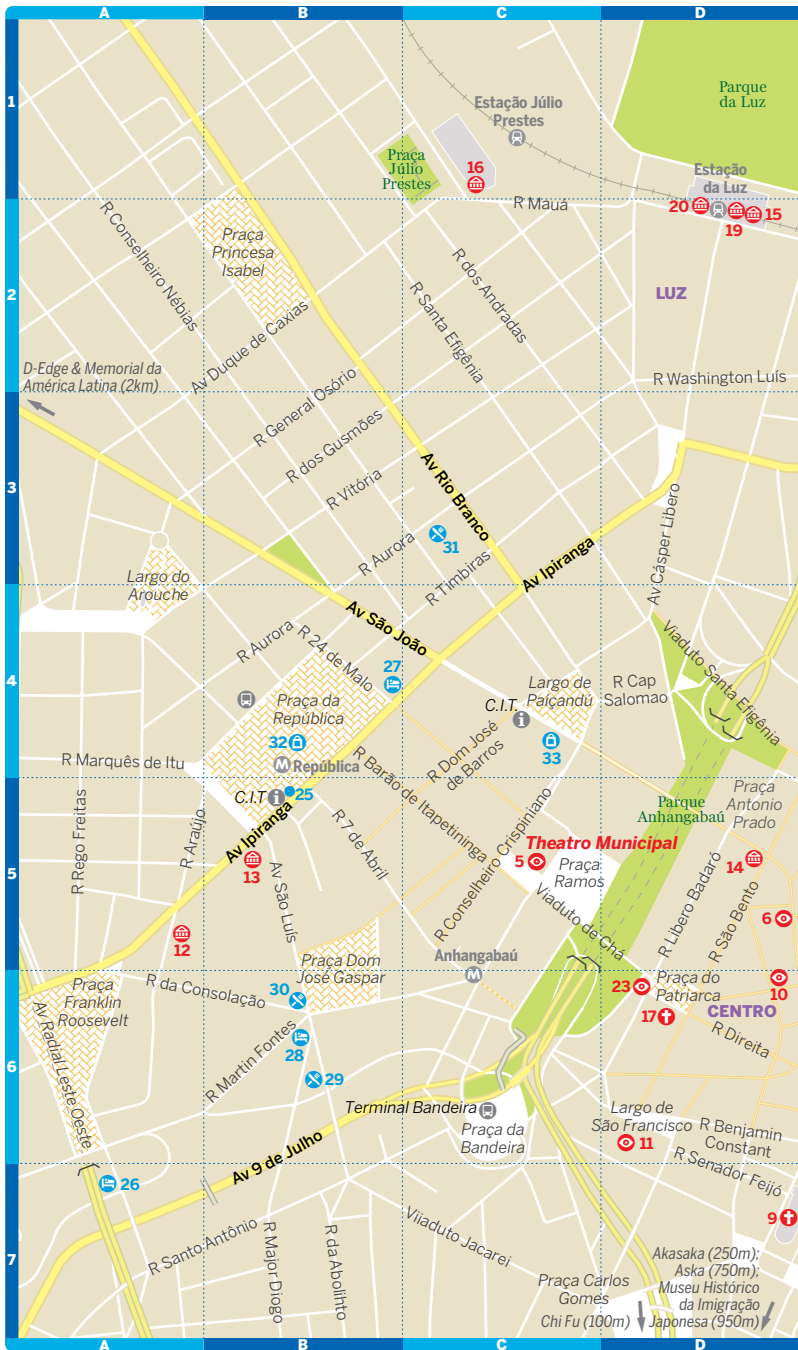 A B C D
1
Estação Júlio
Prestes
Parque
da Luz
Praça
Júlio
Prestes
16
Estação
da Luz
R Mauá
20
19
15
2
R Conselheiro Nébias
Praça
Princesa
Isabel
R dos Andradas
R Santa Efigênia
LUZ
Av Duque de Caxias
D-Edge & Memorial da
América Latina (2km)
R Washington Luís
R General Osório
3
R dos Gusmões
R Vitória
Av Rio Branco
R Aurora
31
R Timbiras
Av Ipiranga
Av Cásper Líbero
Largo do
Arouche
4
Av São João
R Aurora
R 24 de Maio
27
Praça da
República
32
República
R Marquês de Itu
C.I.T.
Largo de
Paiçandú
R Cap
Salomao
Viaduto Santa Efigênia
33
R Dom José
de Barros
R Barão de Itapetininga
5
C.I.T
25
Av Ipiranga
R Rego Freitas
R Araújo
13
12
Av São Luís
R 7 de Abril
R Conselheiro Crispiniano
Theatro Municipal
5
Praça
Ramos
Parque
Anhangabaú
Praça
Antonio
Prado
14
6
Viaduto de Chá
R Libero Badaró
R São Bento
Anhangabaú
Praça Dom
José Gaspar
6
Praça
Franklin
Roosevelt
R da Consolação
30
Av Radial Leste Oeste
R Martin Fontes
28
29
23
Praça do
Patriarca
10
17
CENTRO
R Direita
Terminal Bandeira
Praça da
Bandeira
Largo de
São Francisco
11
R Benjamin
Constant
R Senador Feijó
Av 9 de Julho
7
26
9
R Santo Antônio
R Major Diogo
R da Abolihto
Viiaduto Jacarei
Praça Carlos
Gomes
Chi Fu (100m)
Akasaka (250m);
Aska (750m);
Museu Histórico
da Imigração
Japonesa (950m)
A B C D